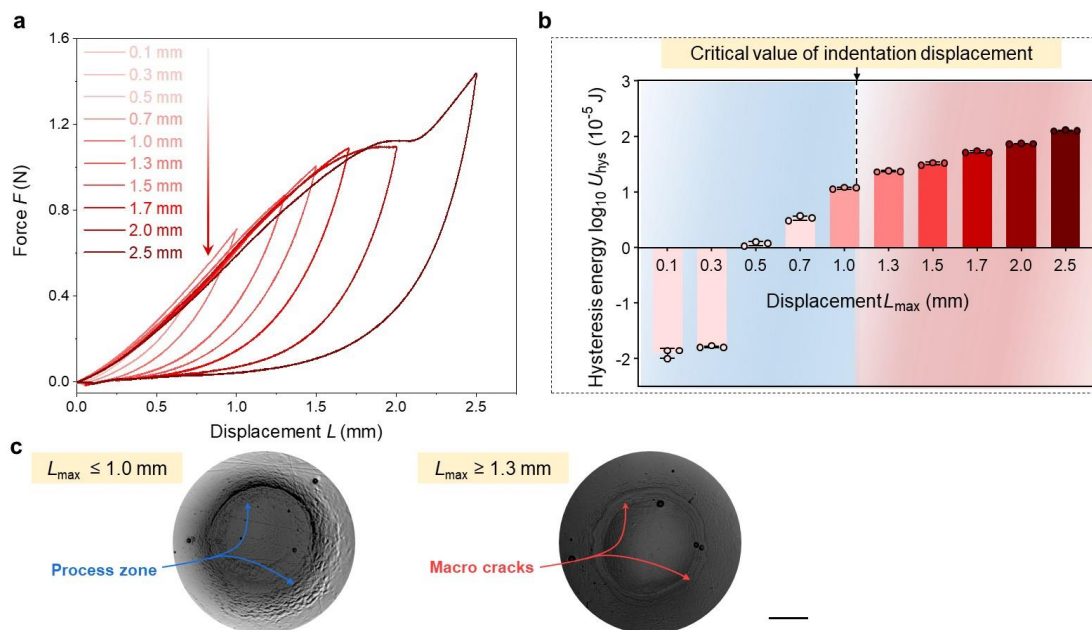 a
1.6
1.2
0.8
0.4
0.0
Force F (N)
0.1 mm
0.3 mm
0.5 mm
0.7 mm
1.0 mm
1.3 mm
1.5 mm
1.7 mm
2.0 mm
2.5 mm
0.0 0.5 1.0 1.5 2.0 2.5
Displacement L (mm)
b
Critical value of indentation displacement
3
2
1
0
-1
-2
Hysteresis energy log10 Uhys (10-5 J)
0.1 0.3 0.5 0.7 1.0 1.3 1.5 1.7 2.0 2.5
Displacement Lmax (mm)
c
Lmax ≤ 1.0 mm
Process zone
Lmax ≥ 1.3 mm
Macro cracks